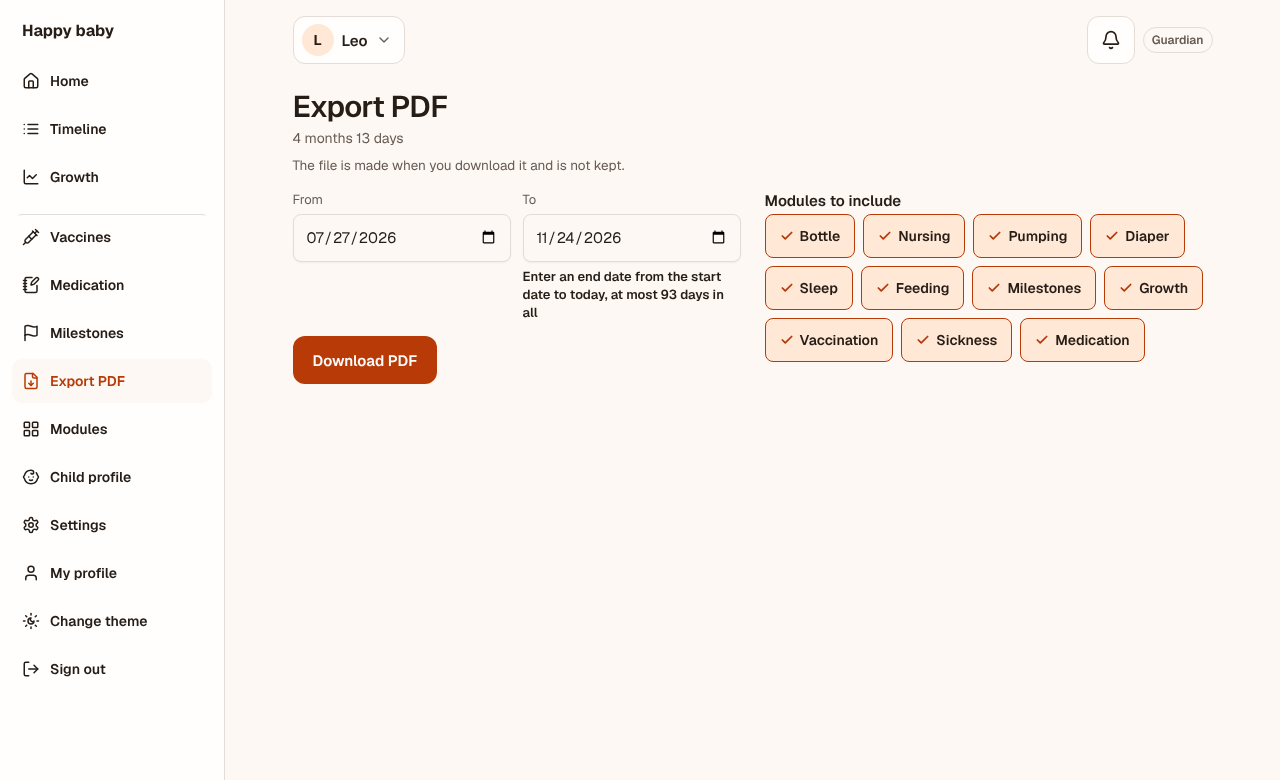 Happy baby
Home
Timeline
Growth
Vaccines
Medication
Milestones
Export PDF
Modules
Child profile
Settings
My profile
Change theme
Sign out
L Leo
Guardian
Export PDF
4 months 13 days
The file is made when you download it and is not kept.
From
07/27/2026
To
11/24/2026
Enter an end date from the start
date to today, at most 93 days in
all
Download PDF
Modules to include
Bottle Nursing Pumping Diaper
Sleep Feeding Milestones Growth
Vaccination Sickness Medication